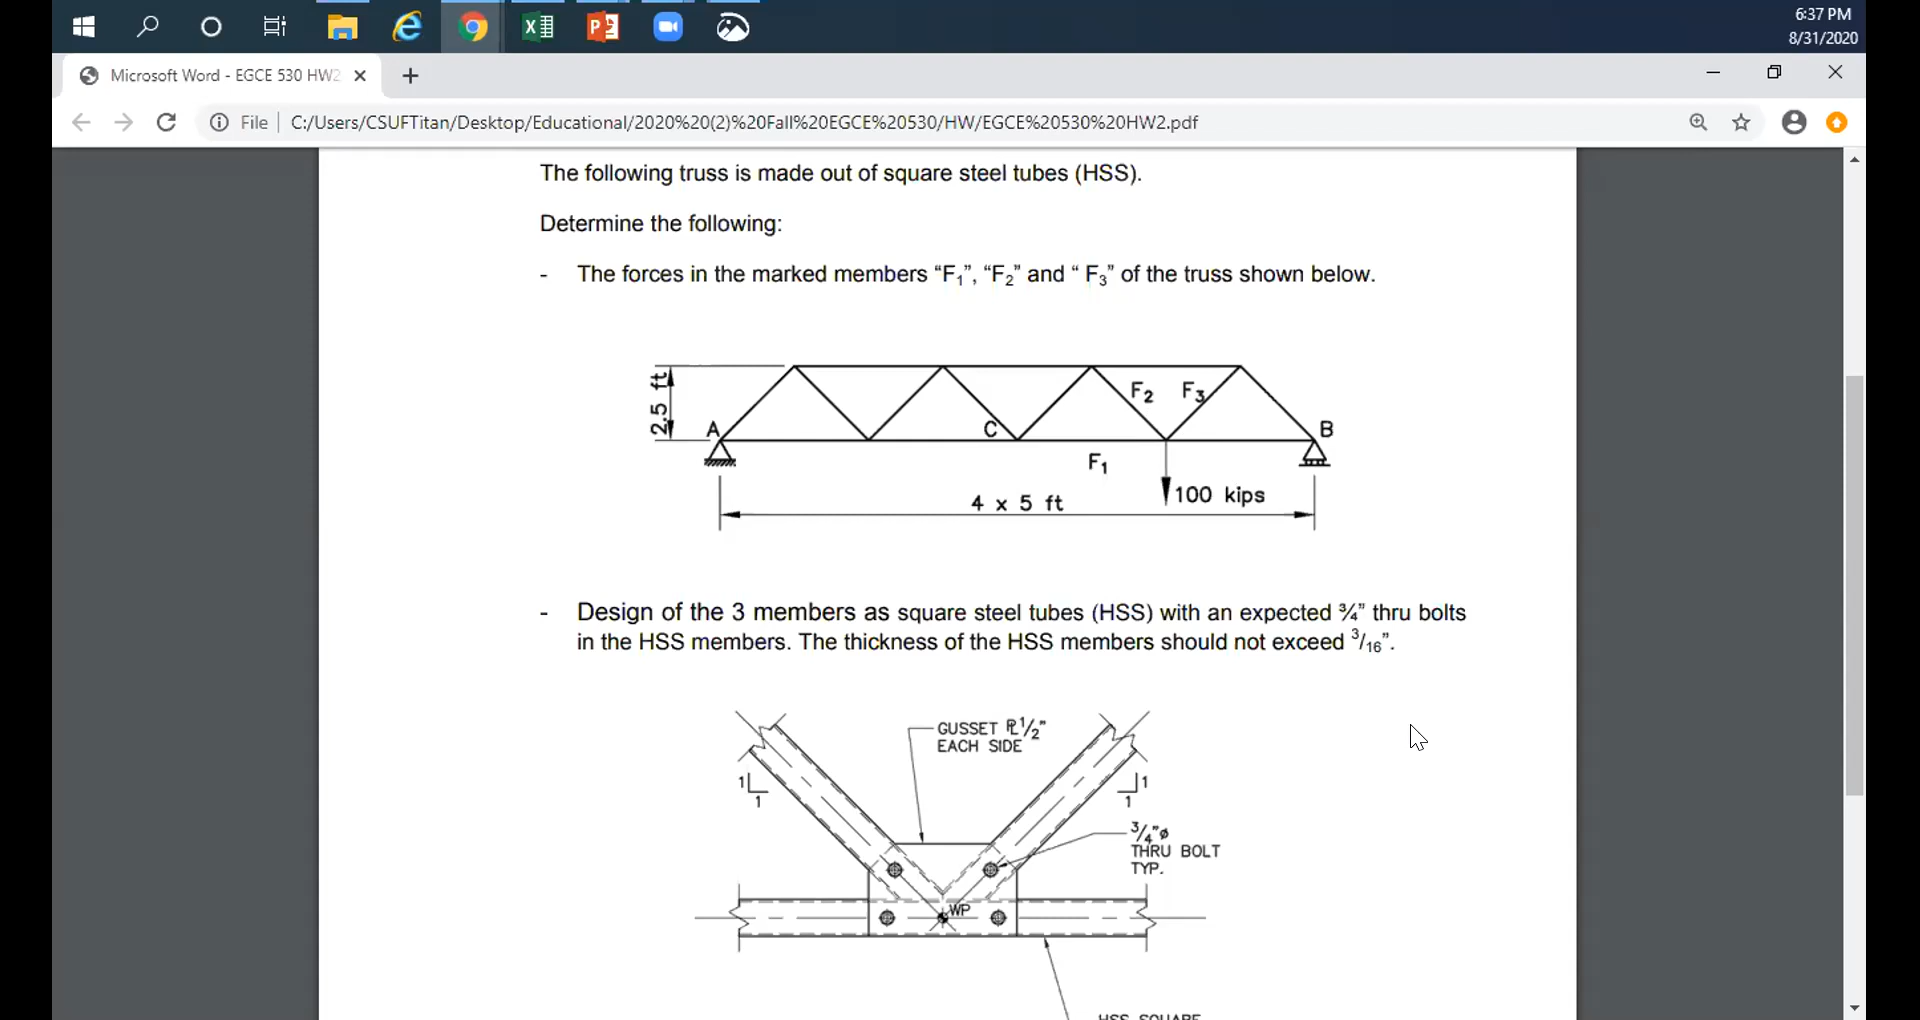 6:37 PM
8/31/2020
Microsoft Word - EGCE 530 HW2
File
C:/Users/CSUFTitan/Desktop/Educational/2020%20(2)%20Fall%20EGCE%20530/HW/EGCE%20530%20HW2.pdf
The following truss is made out of square steel tubes (HSS).
Determine the following:
- The forces in the marked members “F₁”, “F₂” and “ F₃” of the truss shown below.
2.5 ft
F₂ F₃
A C B
F₁
100 kips
4 x 5 ft
- Design of the 3 members as square steel tubes (HSS) with an expected ¾” thru bolts
in the HSS members. The thickness of the HSS members should not exceed ³/₁₆”.
GUSSET ℄ 1/2"
EACH SIDE
1
1
1
1
3/4"ø
THRU BOLT
TYP.
WP
HSS SQUARE